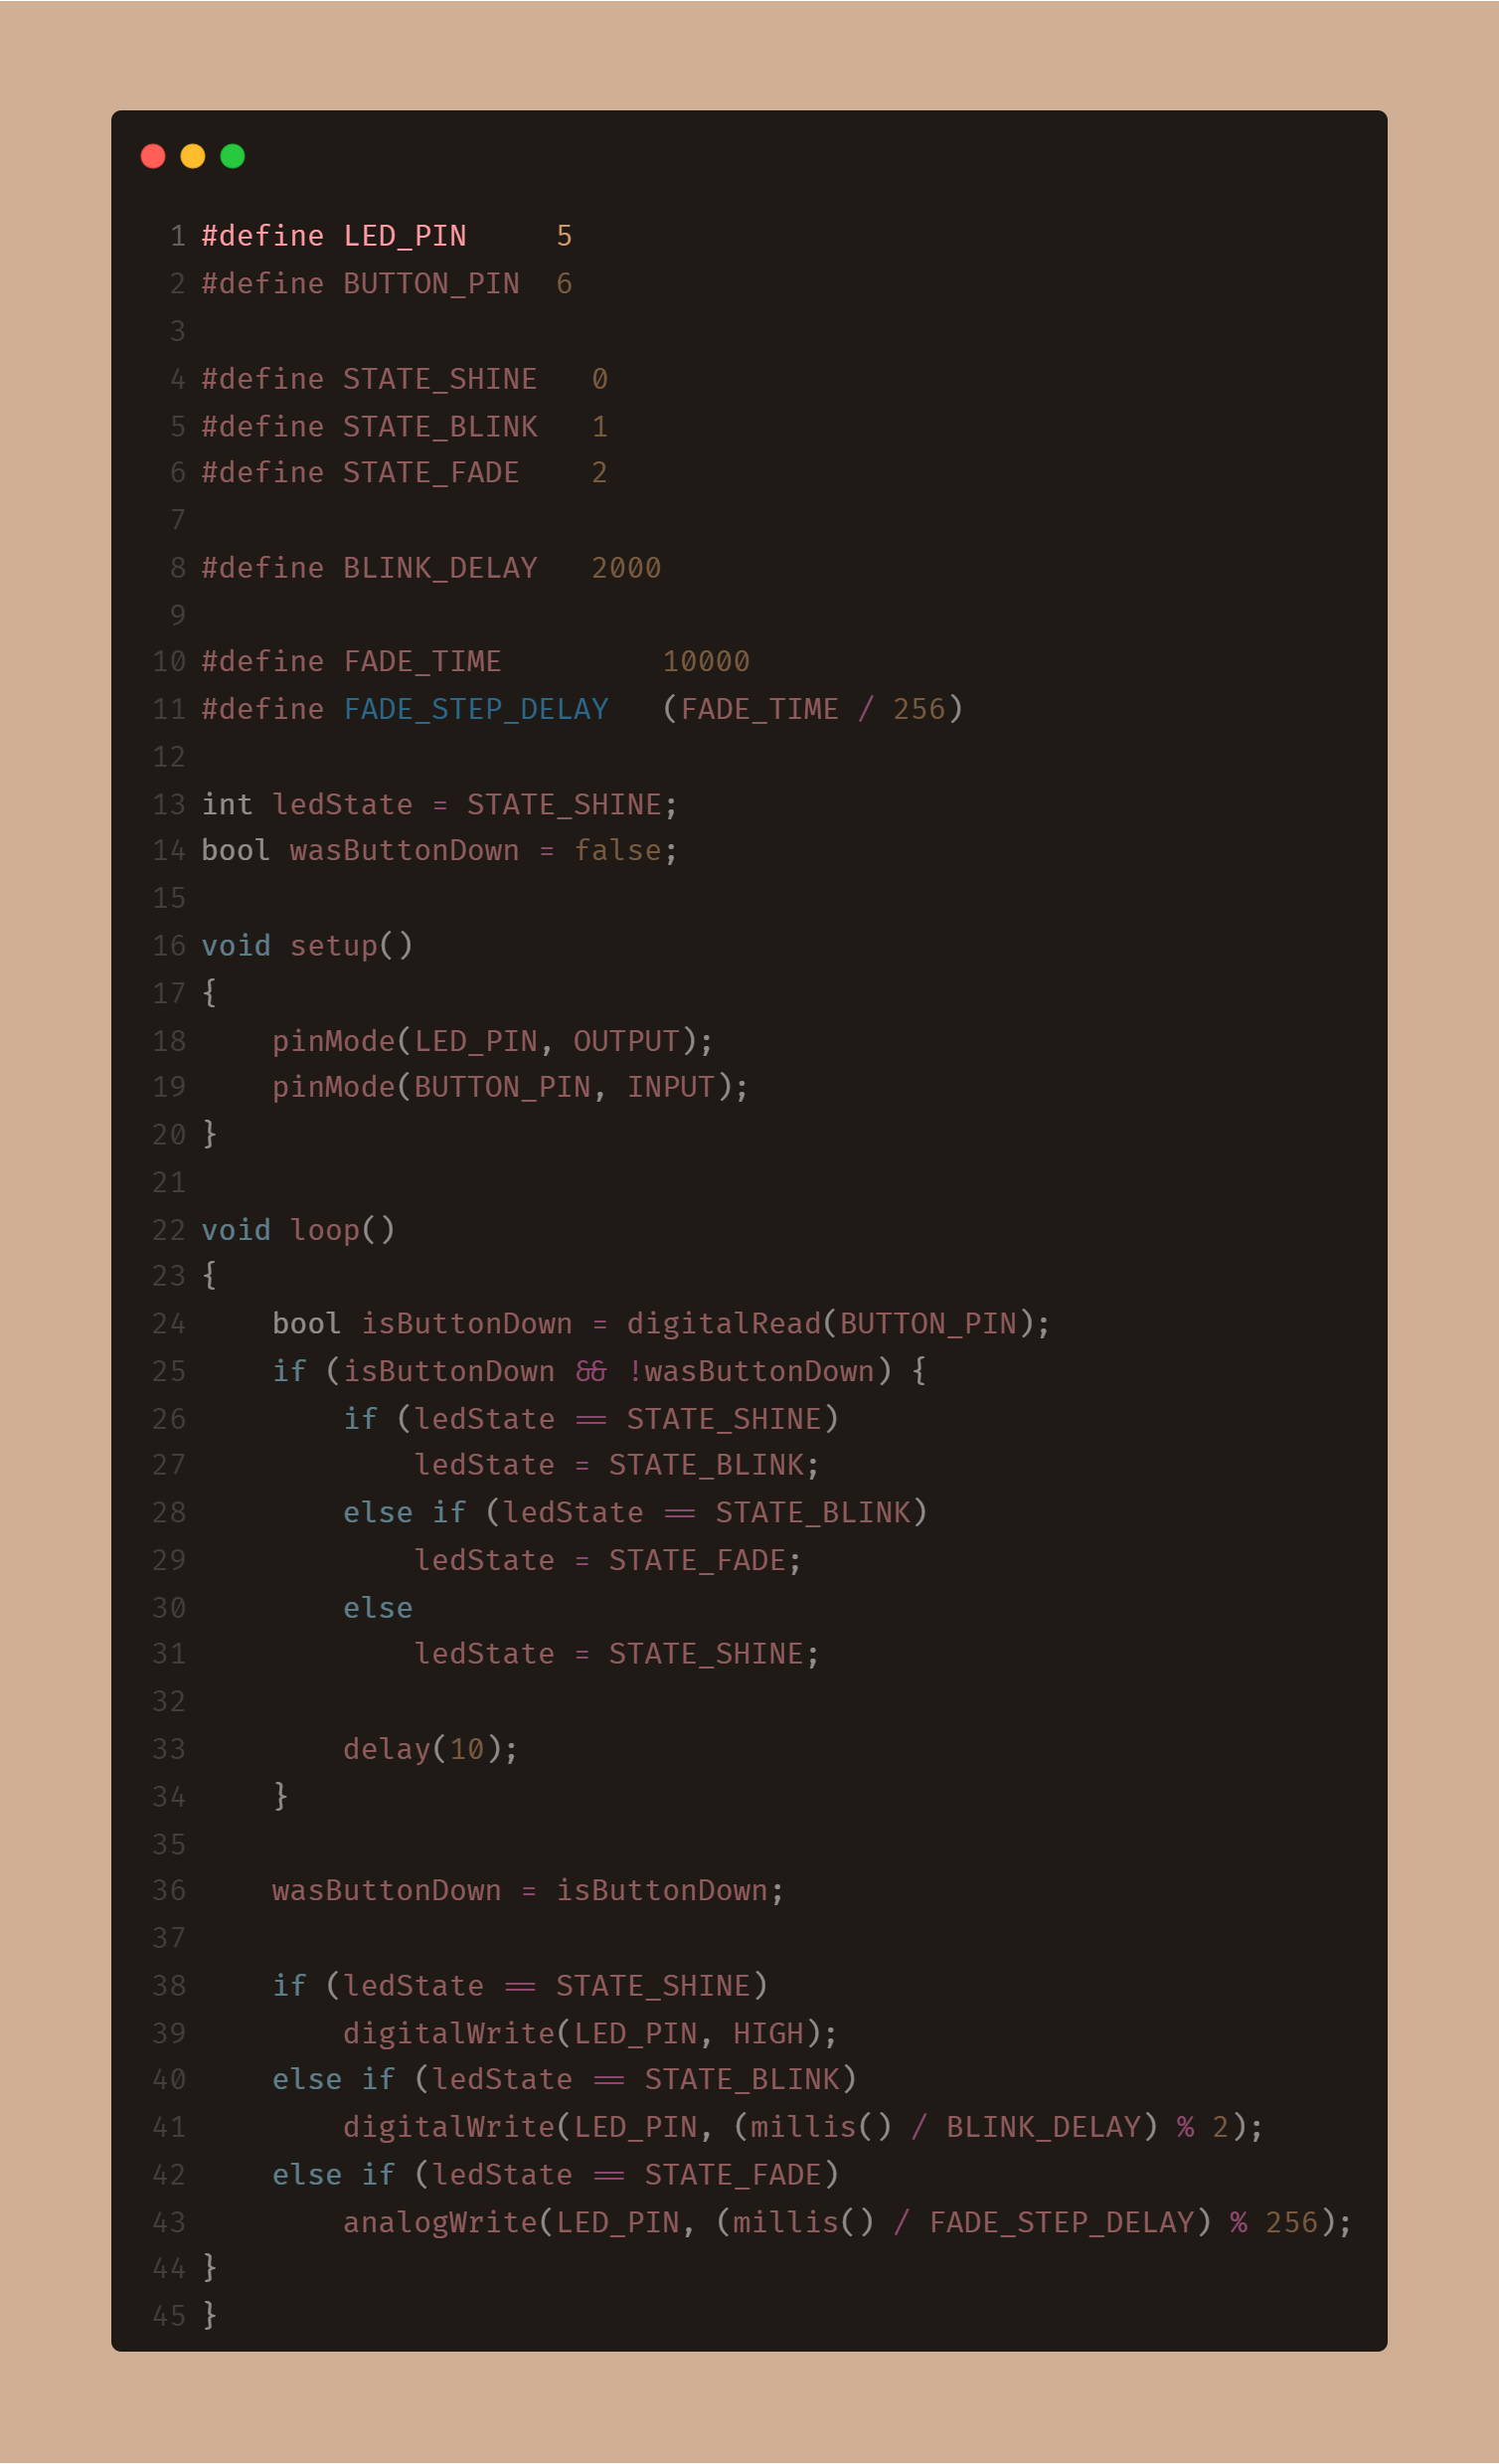 1 #define LED_PIN     5
2 #define BUTTON_PIN  6
3
4 #define STATE_SHINE   0
5 #define STATE_BLINK   1
6 #define STATE_FADE    2
7
8 #define BLINK_DELAY   2000
9
10 #define FADE_TIME         10000
11 #define FADE_STEP_DELAY   (FADE_TIME / 256)
12
13 int ledState = STATE_SHINE;
14 bool wasButtonDown = false;
15
16 void setup()
17 {
18     pinMode(LED_PIN, OUTPUT);
19     pinMode(BUTTON_PIN, INPUT);
20 }
21
22 void loop()
23 {
24     bool isButtonDown = digitalRead(BUTTON_PIN);
25     if (isButtonDown && !wasButtonDown) {
26         if (ledState == STATE_SHINE)
27             ledState = STATE_BLINK;
28         else if (ledState == STATE_BLINK)
29             ledState = STATE_FADE;
30         else
31             ledState = STATE_SHINE;
32
33         delay(10);
34     }
35
36     wasButtonDown = isButtonDown;
37
38     if (ledState == STATE_SHINE)
39         digitalWrite(LED_PIN, HIGH);
40     else if (ledState == STATE_BLINK)
41         digitalWrite(LED_PIN, (millis() / BLINK_DELAY) % 2);
42     else if (ledState == STATE_FADE)
43         analogWrite(LED_PIN, (millis() / FADE_STEP_DELAY) % 256);
44 }
45 }